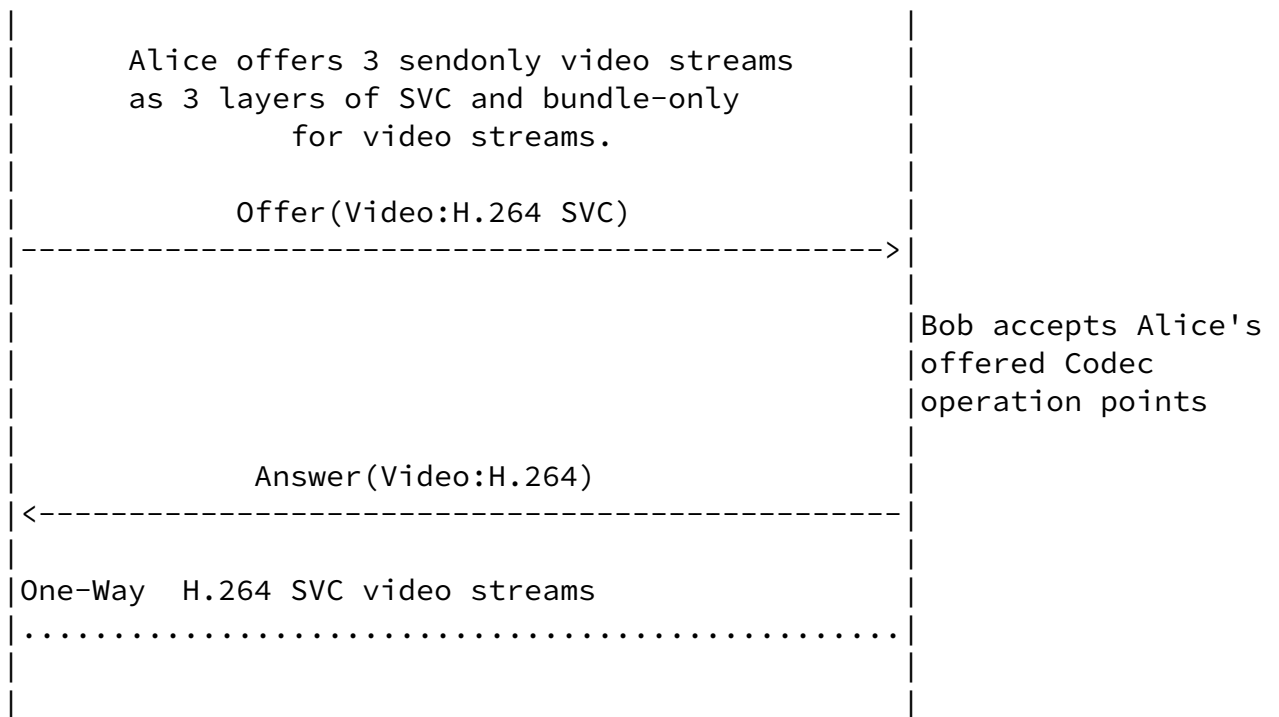 Alice offers 3 sendonly video streams
as 3 layers of SVC and bundle-only
for video streams.
Offer(Video:H.264 SVC)
|------------------------------------------------>|
Bob accepts Alice's
offered Codec
operation points
Answer(Video:H.264)
|<------------------------------------------------|
One-Way  H.264 SVC video streams
|.................................................|